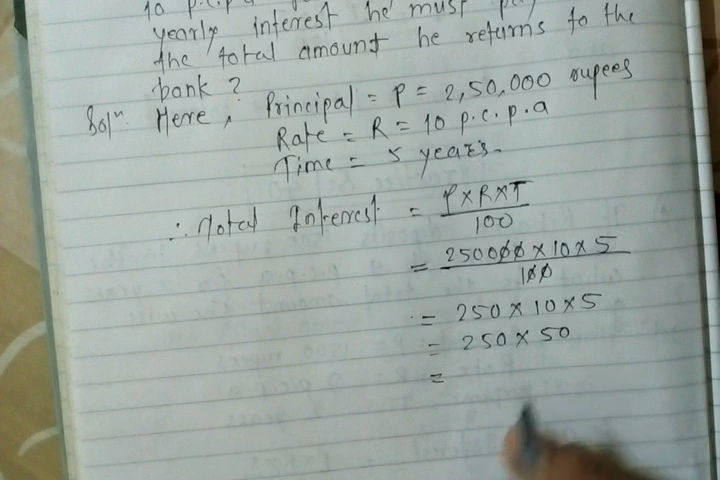 10 p.c.p.a
yearly interest he must
the total amount he returns to the
bank ?
Solⁿ. Here, Principal = P = 2,50,000 rupees
Rate = R = 10 p.c.p.a
Time = 5 years.
∴ Total Interest = P×R×T
100
= 250000 × 10 × 5
100
= 250 × 10 × 5
= 250 × 50
=